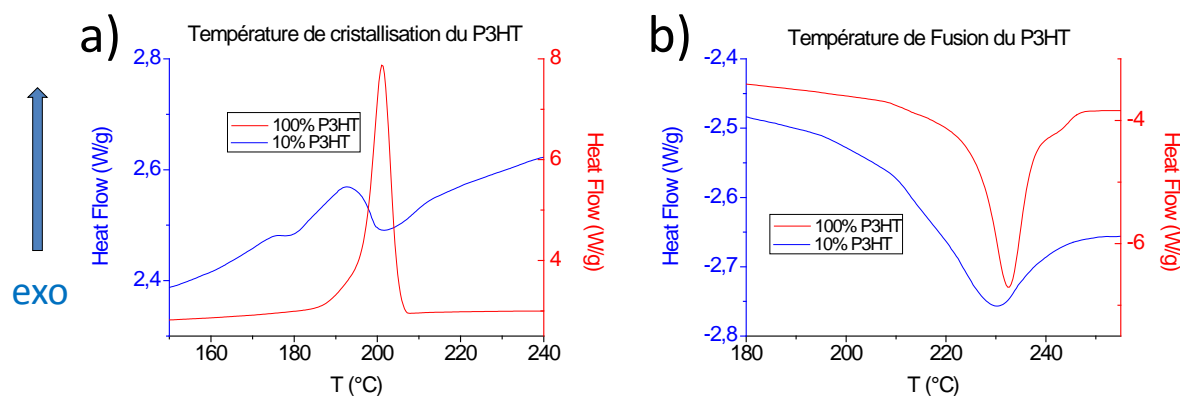 a)
Température de cristallisation du P3HT
2,8
2,6
2,4
Heat Flow (W/g)
100% P3HT
10% P3HT
8
6
4
Heat Flow (W/g)
160 180 200 220 240
T (°C)
exo
b)
Température de Fusion du P3HT
-2,4
-2,5
-2,6
-2,7
-2,8
Heat Flow (W/g)
100% P3HT
10% P3HT
-4
-6
Heat Flow (W/g)
180 200 220 240
T (°C)